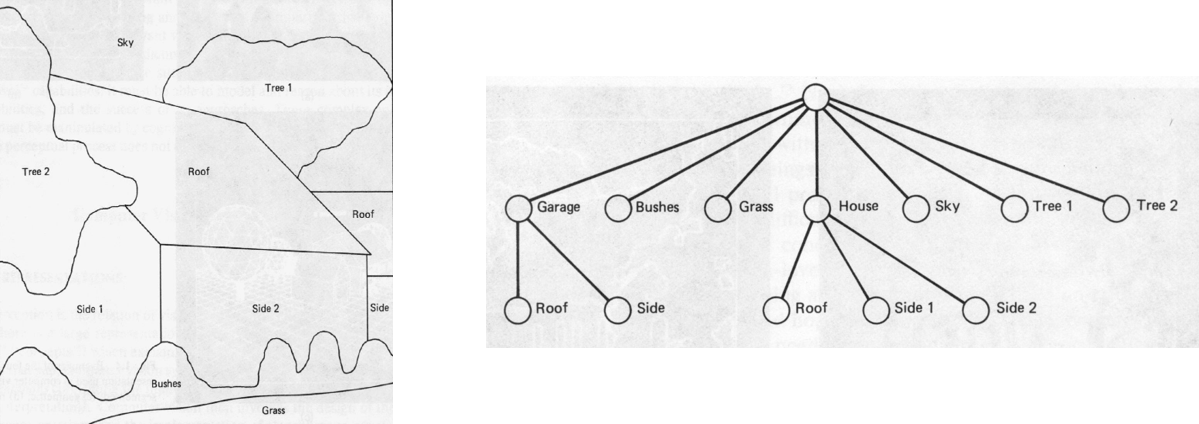 Sky
Tree 1
Tree 2
Roof
Roof
Side 1
Side 2
Side
Bushes
Grass
Garage
Bushes
Grass
House
Sky
Tree 1
Tree 2
Roof
Side
Roof
Side 1
Side 2